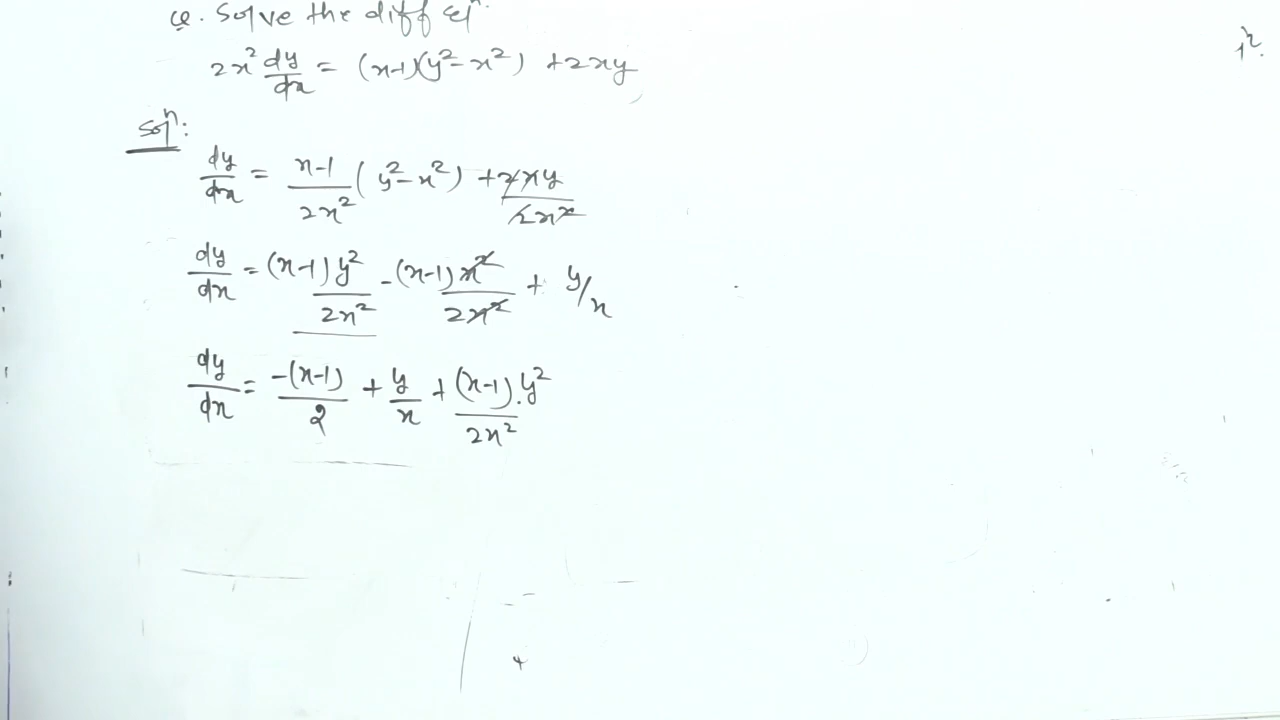 Q. Solve the diff eqⁿ.
2x² dy/dx = (x-1)(y²-x²) + 2xy
Solⁿ:
dy/dx = x-1/2x² (y²-x²) + 2xy/2x²
dy/dx = (x-1)y²/2x² - (x-1)x²/2x² + y/x
dy/dx = -(x-1)/2 + y/x + (x-1)/2x² . y²